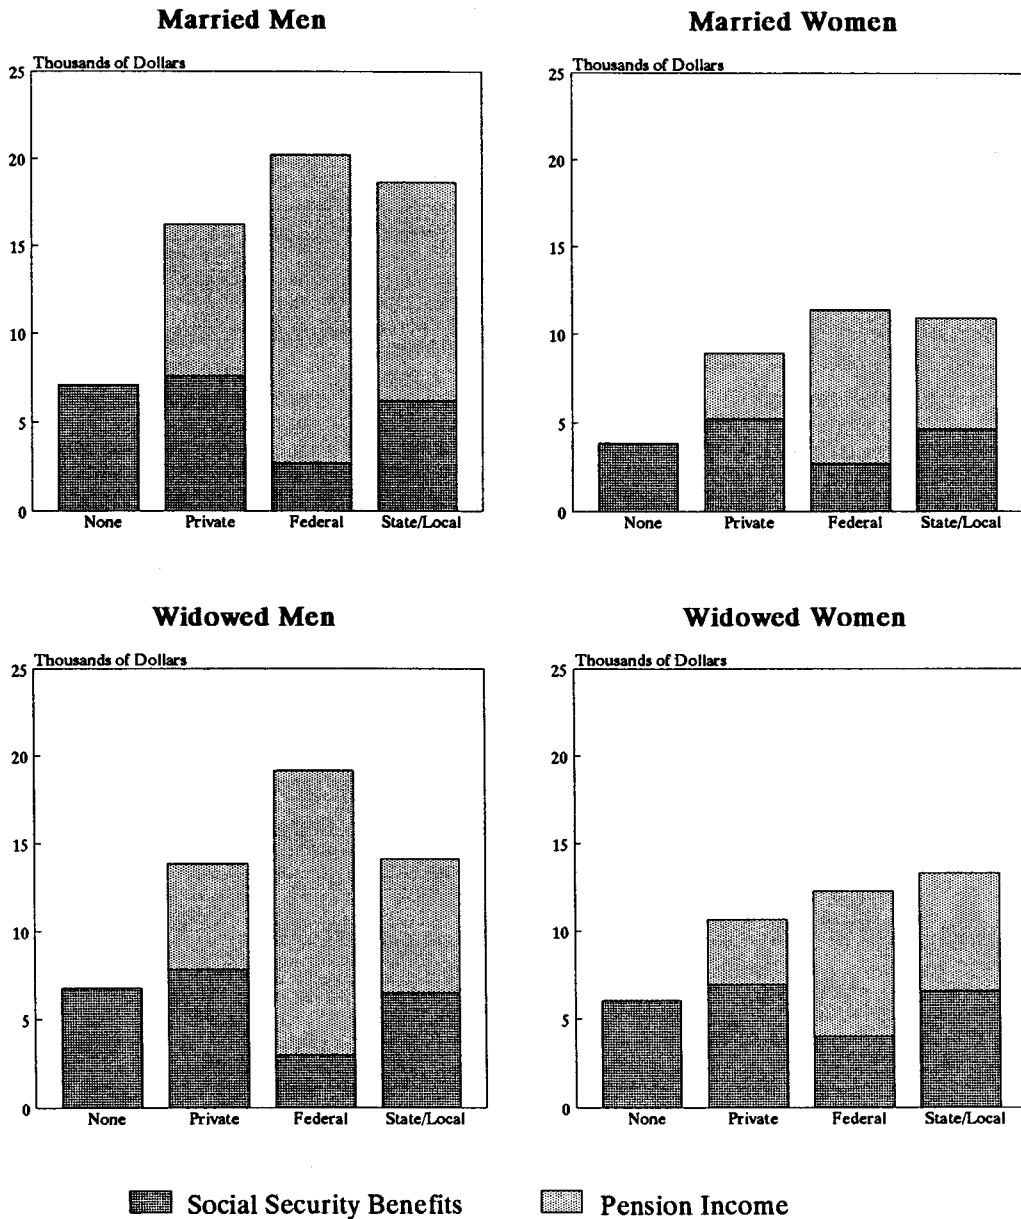 Married Men
Married Women
Thousands of Dollars
Thousands of Dollars
25
20
15
10
5
0
None Private Federal State/Local
25
20
15
10
5
0
None Private Federal State/Local
Widowed Men
Widowed Women
Thousands of Dollars
Thousands of Dollars
25
20
15
10
5
0
None Private Federal State/Local
25
20
15
10
5
0
None Private Federal State/Local
Social Security Benefits Pension Income